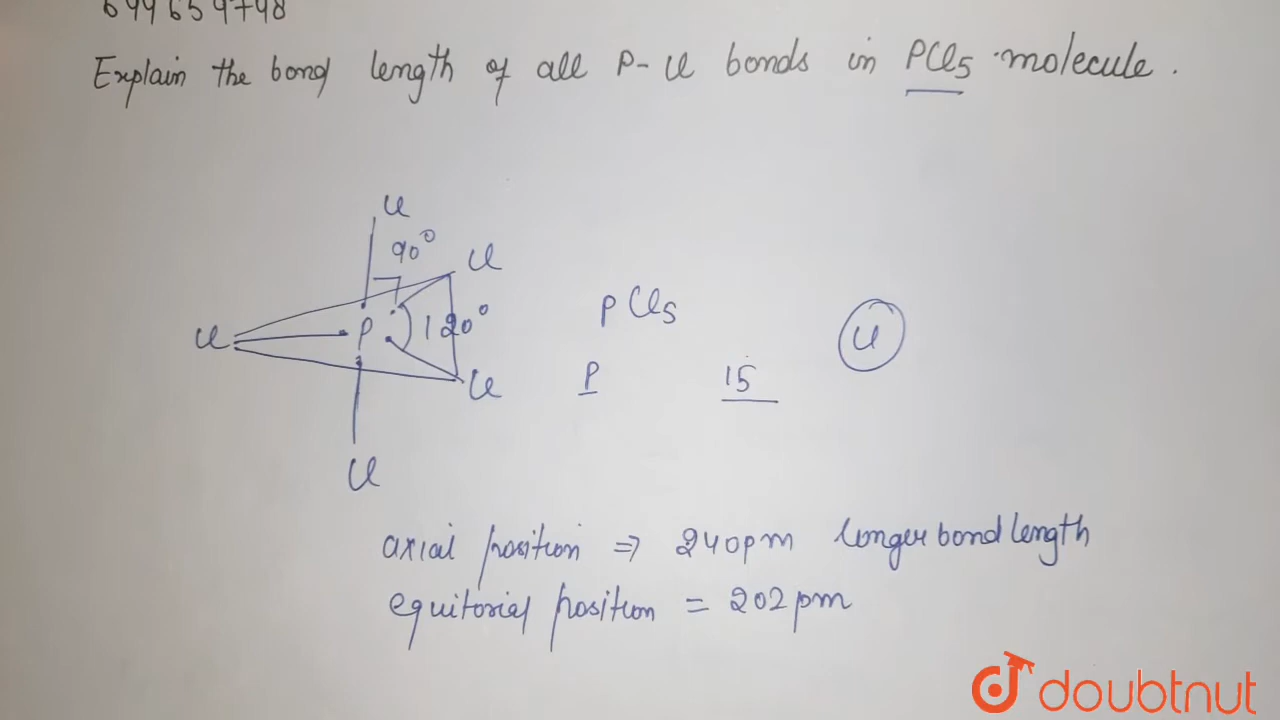 644659748
Explain the bond length of all P-Cl bonds in PCl5 molecule.
Cl
90°
Cl
Cl P 120° PCl5 Cl
Cl P 15
Cl
axial position ⇒ 240pm longer bond length
equitorial position = 202pm
doubtnut